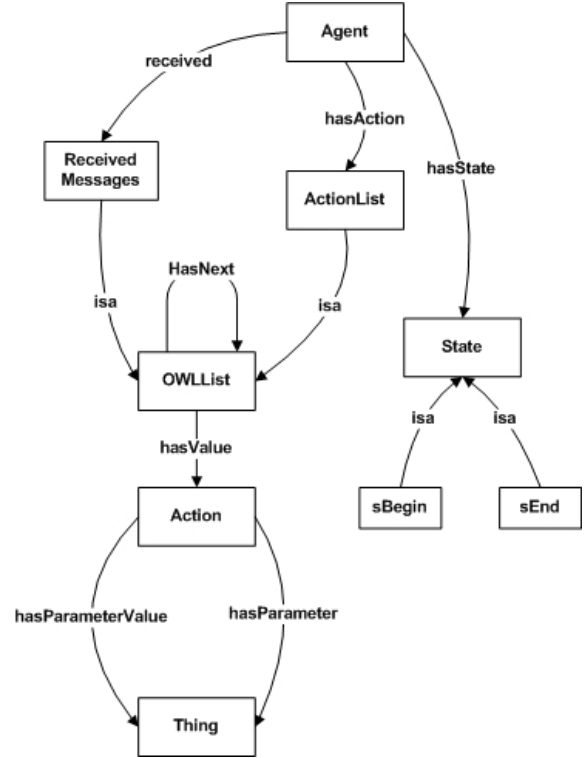 Agent
received
hasAction
Received
Messages
hasState
ActionList
HasNext
isa
isa
State
OWLList
isa
isa
hasValue
Action
sBegin
sEnd
hasParameterValue
hasParameter
Thing